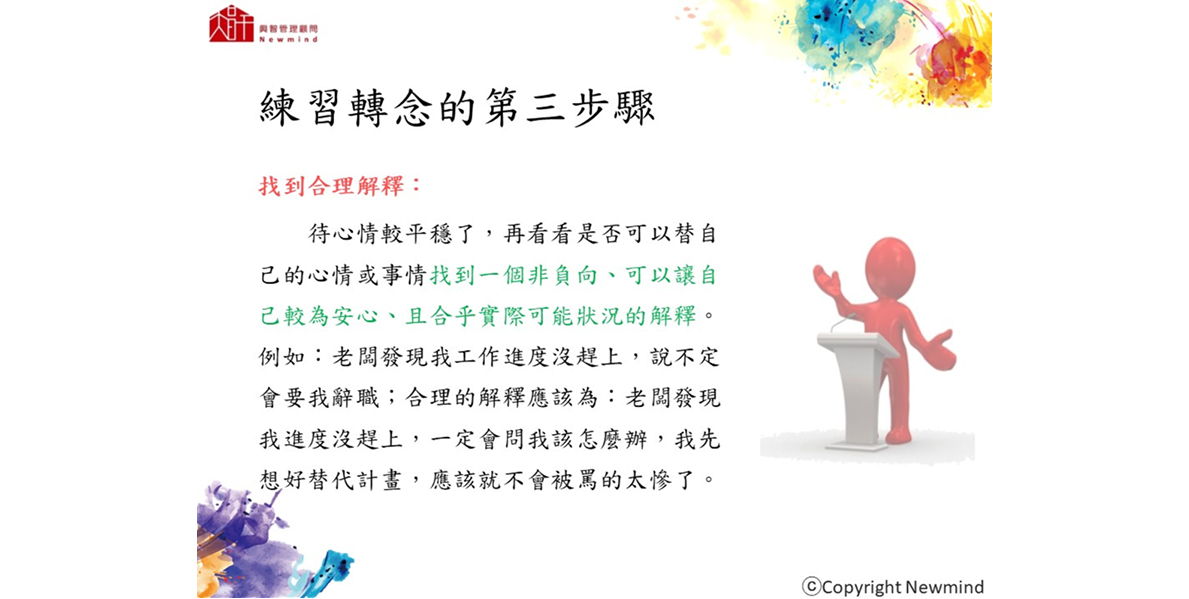 興智管理顧問
Newmind
練習轉念的第三步驟
找到合理解釋：
待心情較平穩了，再看看是否可以替自
己的心情或事情找到一個非負向、可以讓自
己較為安心、且合乎實際可能狀況的解釋。
例如：老闆發現我工作進度沒趕上，說不定
會要我辭職；合理的解釋應該為：老闆發現
我進度沒趕上，一定會問我該怎麼辦，我先
想好替代計畫，應該就不會被罵的太慘了。
ⓒCopyright Newmind